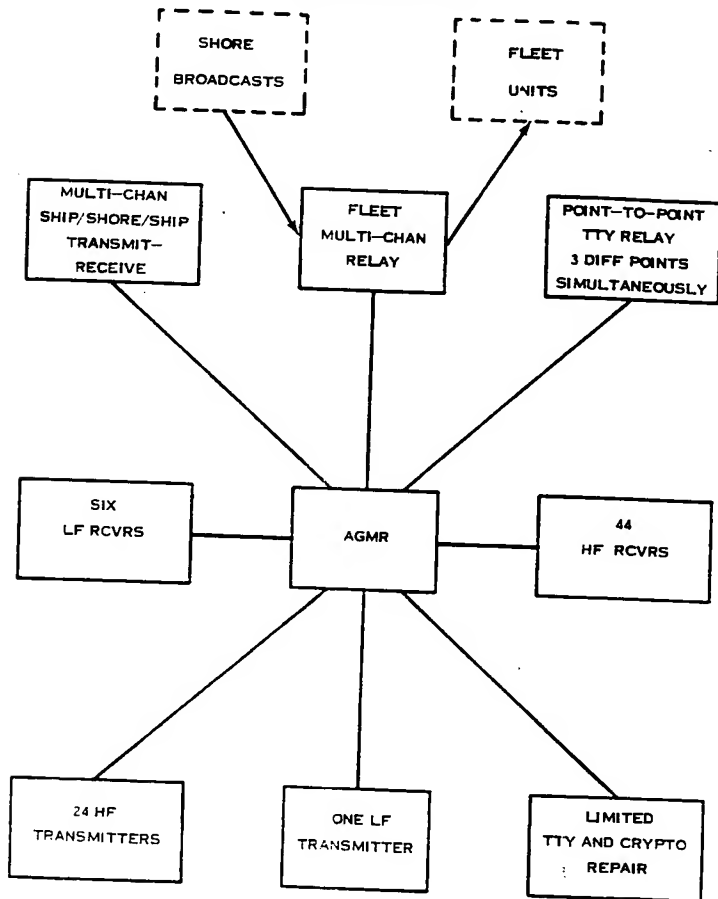 SHORE
BROADCASTS
FLEET
UNITS
MULTI-CHAN
SHIP/SHORE/SHIP
TRANSMIT-
RECEIVE
FLEET
MULTI-CHAN
RELAY
POINT-TO-POINT
TTY RELAY
3 DIFF POINTS
SIMULTANEOUSLY
SIX
LF RCVRS
AGMR
44
HF RCVRS
24 HF
TRANSMITTERS
ONE LF
TRANSMITTER
LIMITED
TTY AND CRYPTO
REPAIR